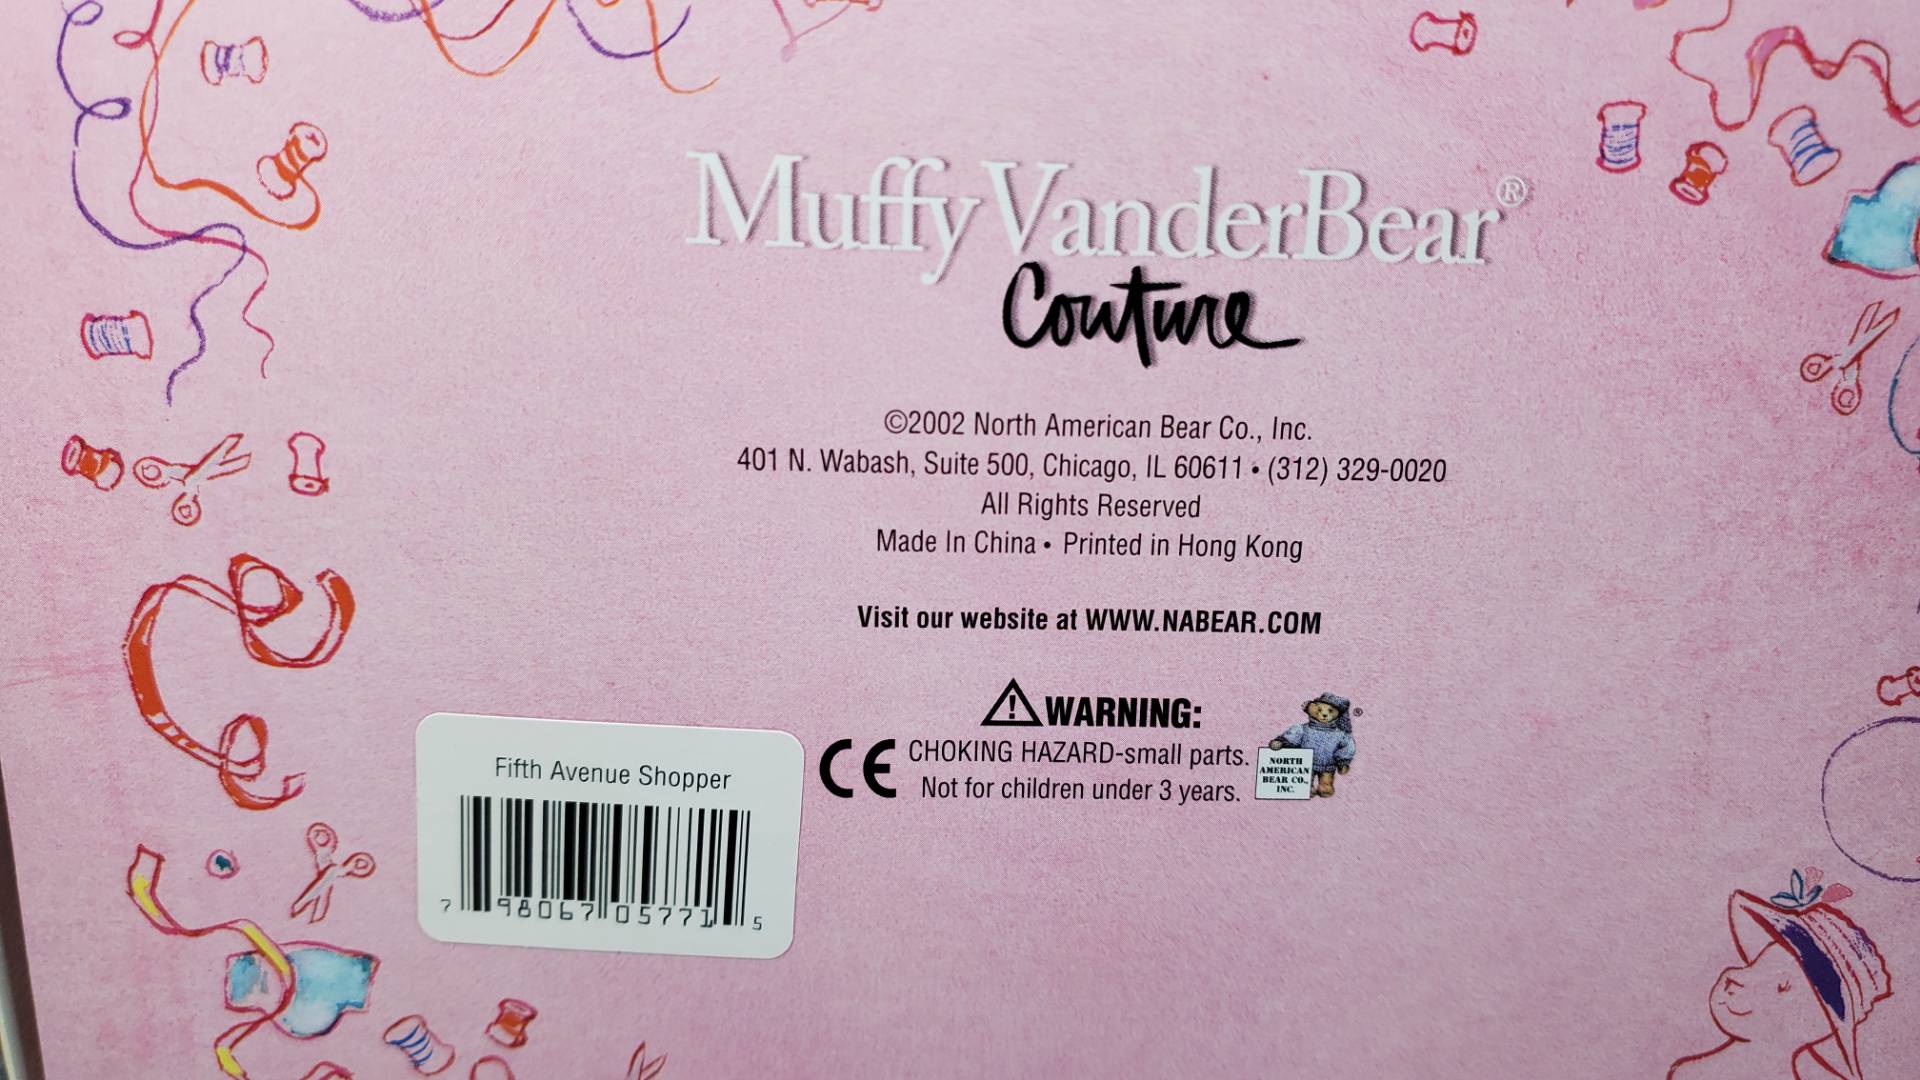 Muffy VanderBear®
Couture
©2002 North American Bear Co., Inc.
401 N. Wabash, Suite 500, Chicago, IL 60611 • (312) 329-0020
All Rights Reserved
Made In China • Printed in Hong Kong
Visit our website at WWW.NABEAR.COM
WARNING:
CE
CHOKING HAZARD-small parts.
Not for children under 3 years.
®
NORTH
AMERICAN
BEAR CO.,
INC.
Fifth Avenue Shopper
7 98067 05771 5